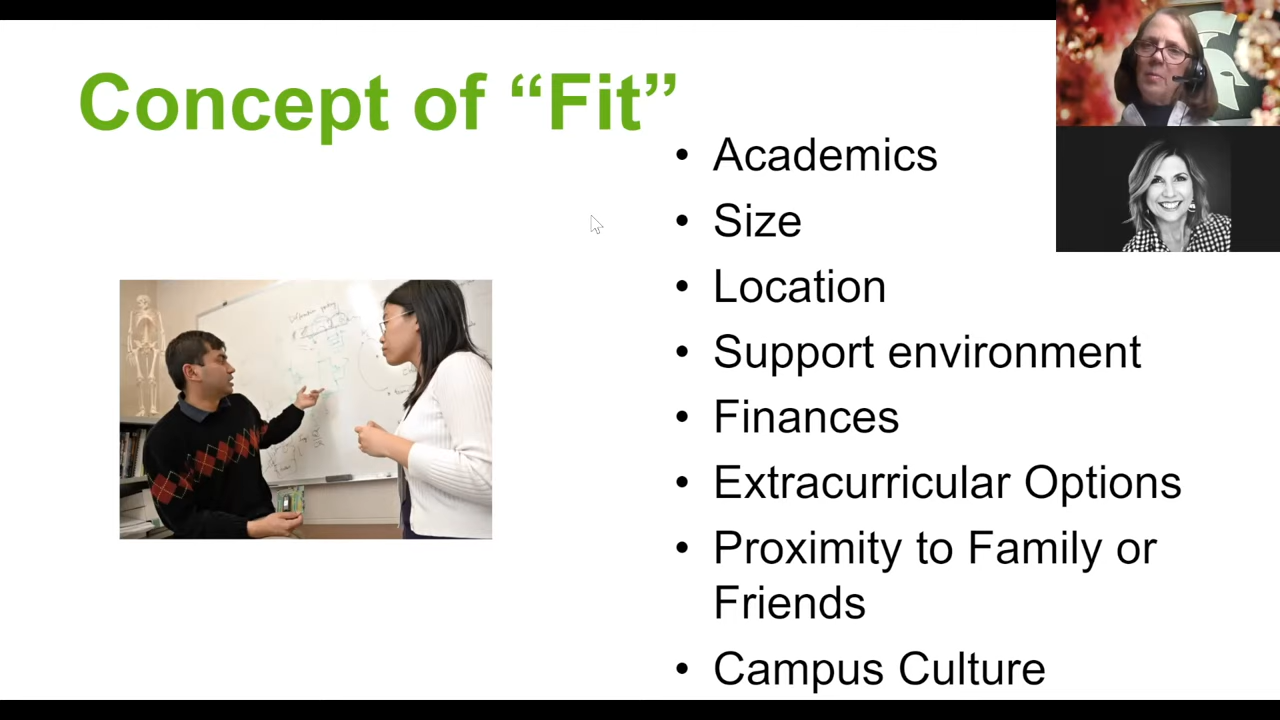 Concept of “Fit”
• Academics
• Size
• Location
• Support environment
• Finances
• Extracurricular Options
• Proximity to Family or
Friends
• Campus Culture